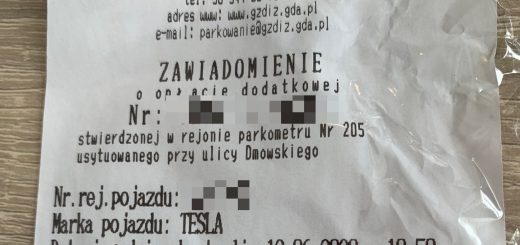 adres www: www.gzdiz.gda.pl
e-mail: parkowanie@gzdiz.gda.pl
ZAWIADOMIENIE
o opłacie dodatkowej
Nr:
stwierdzonej w rejonie parkometru Nr 205
usytuowanego przy ulicy Dmowskiego
Nr.rej.pojazdu:
Marka pojazdu: TESLA